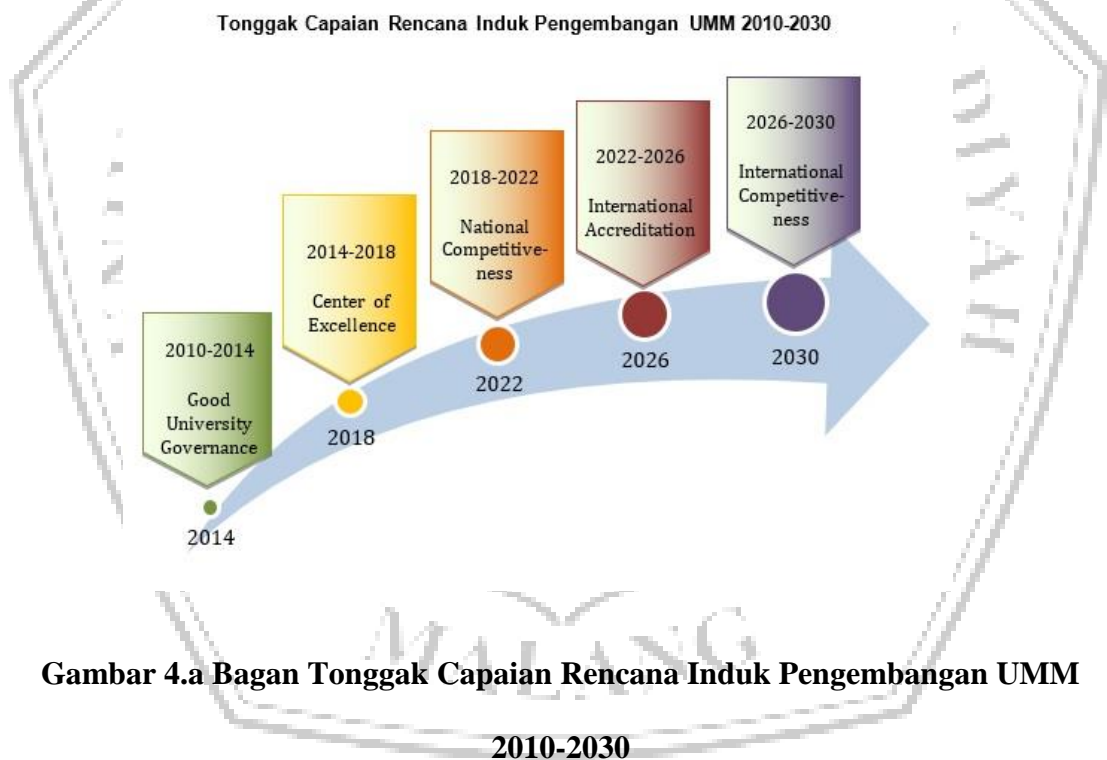 Tonggak Capaian Rencana Induk Pengembangan UMM 2010-2030
2010-2014
Good
University
Governance
2014
2014-2018
Center of
Excellence
2018
2018-2022
National
Competitive-
ness
2022
2022-2026
International
Accreditation
2026
2026-2030
International
Competitive-
ness
2030
DIYAH
MALANG
Gambar 4.a Bagan Tonggak Capaian Rencana Induk Pengembangan UMM
2010-2030